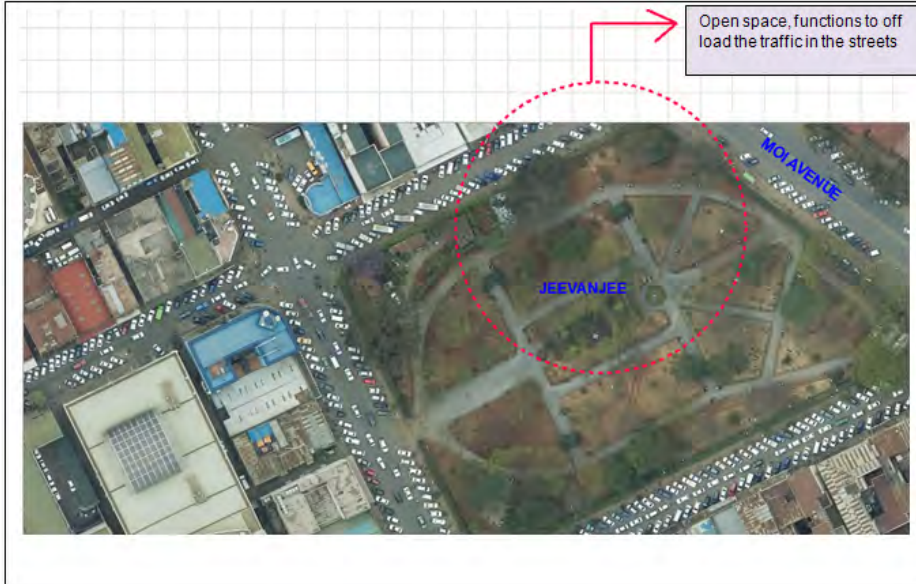 Open space, functions to off
load the traffic in the streets
MOI AVENUE
JEEVANJEE